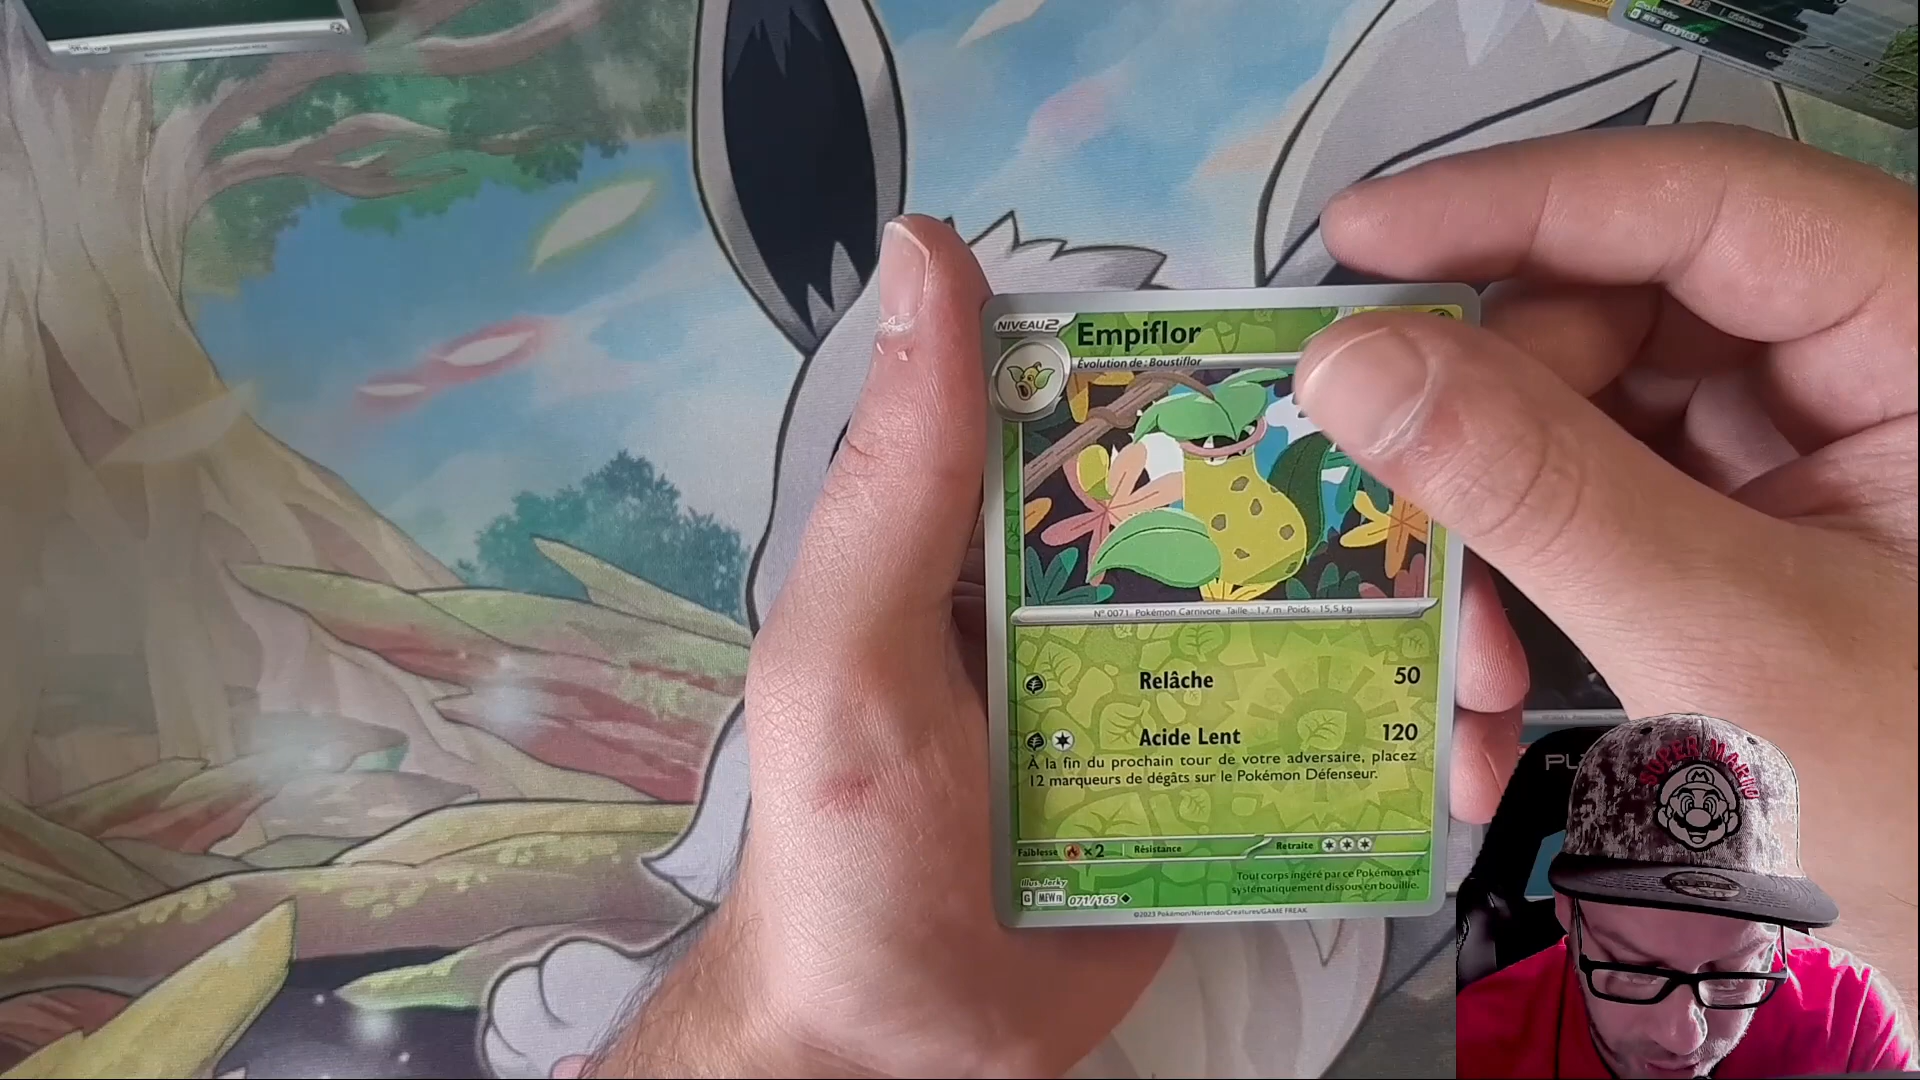 NIVEAU2
Empiflor
Évolution de: Boustiflor
N° 0071 Pokémon Carnivore Taille : 1,7 m Poids : 15,5 kg
Relâche 50
Acide Lent 120
À la fin du prochain tour de votre adversaire, placez
12 marqueurs de dégâts sur le Pokémon Défenseur.
Faiblesse ×2 Résistance Retraite
Tout corps ingéré par ce Pokémon est
systématiquement dissous en bouillie.
Illus. Jerky
G MEW FR 071/165
©2023 Pokémon/Nintendo/Creatures/GAME FREAK
SUPER MARIO
M